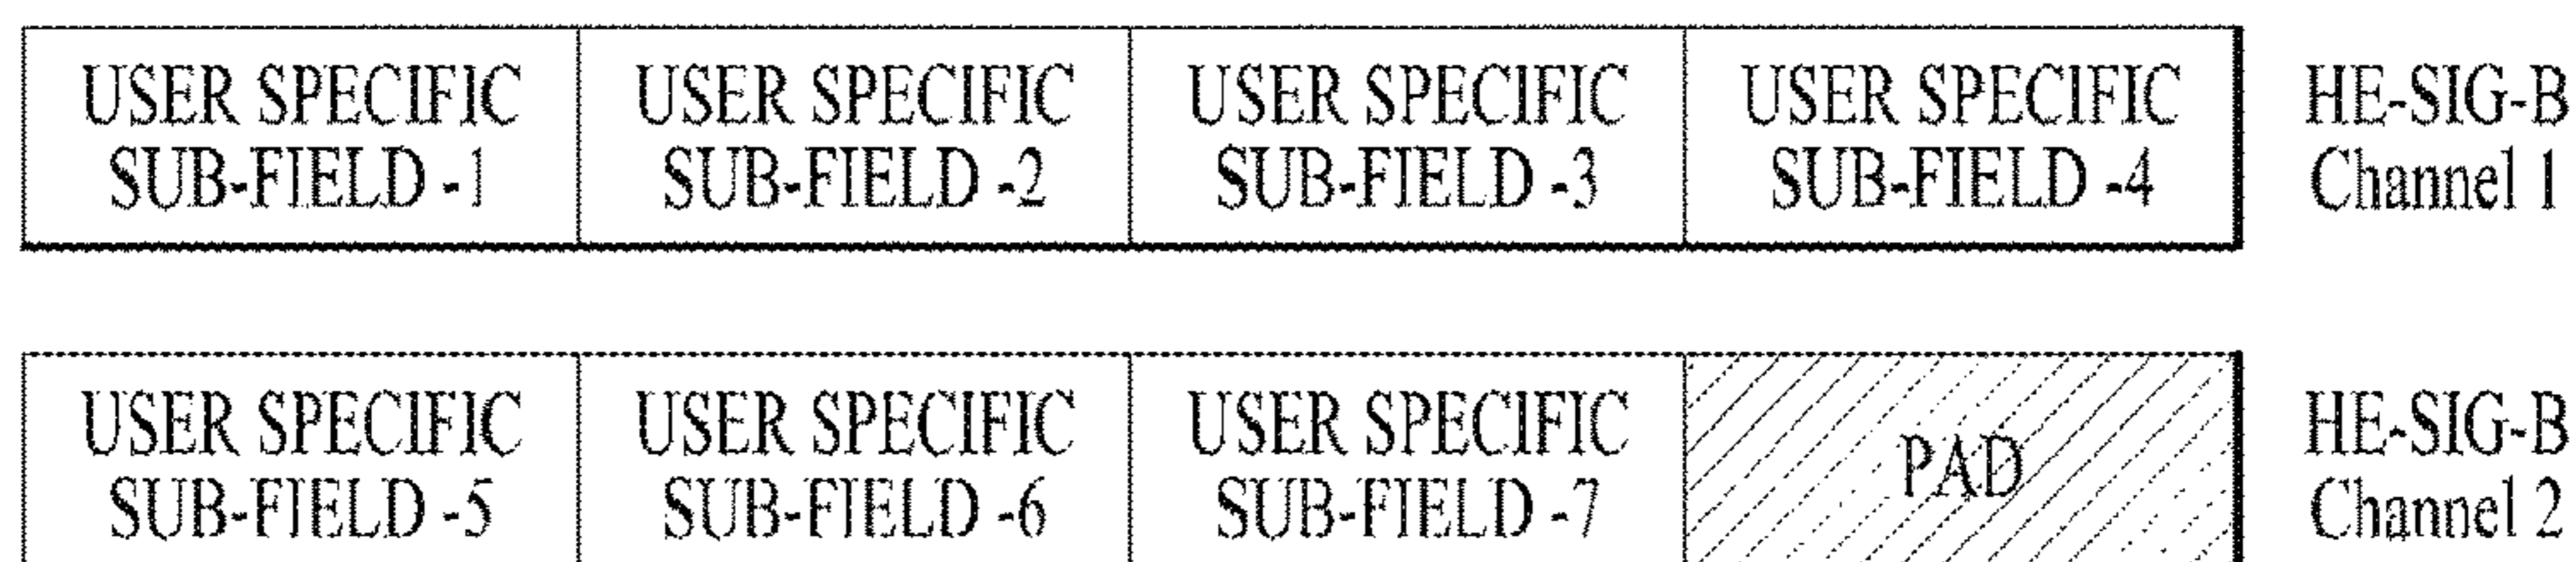 USER SPECIFIC
SUB-FIELD -1
USER SPECIFIC
SUB-FIELD -2
USER SPECIFIC
SUB-FIELD -3
USER SPECIFIC
SUB-FIELD -4
HE-SIG-B
Channel 1
USER SPECIFIC
SUB-FIELD -5
USER SPECIFIC
SUB-FIELD -6
USER SPECIFIC
SUB-FIELD -7
PAD
HE-SIG-B
Channel 2